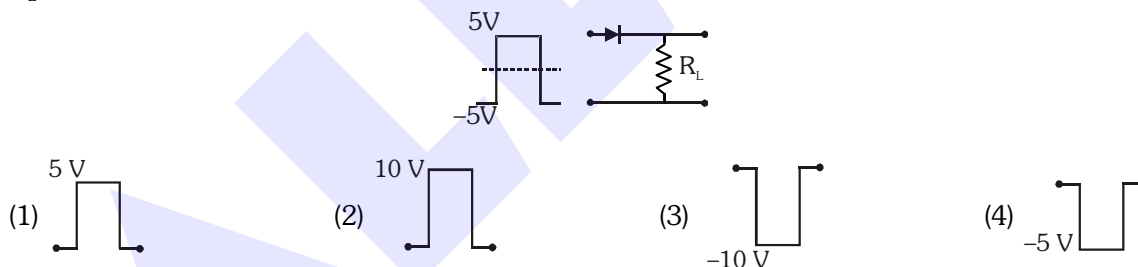 5V
R_L
–5V
5 V
10 V
(1)
(2)
(3)
(4)
–5 V
–10 V